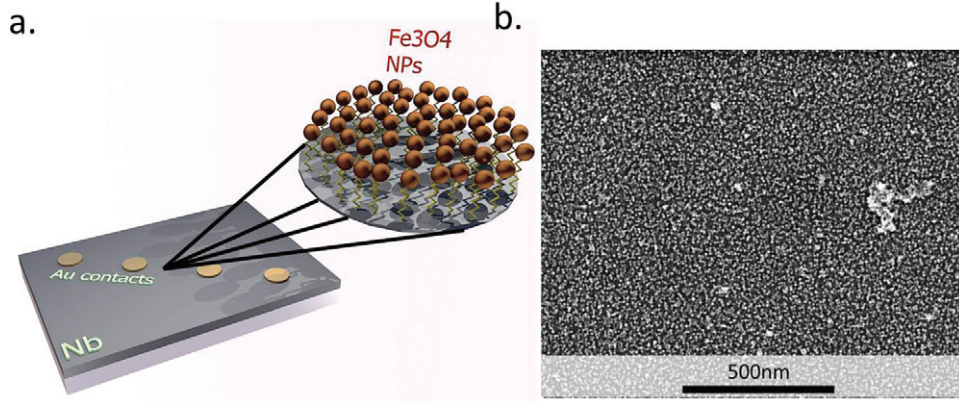 a.
Fe3O4
NPs
Au contacts
Nb
b.
500nm